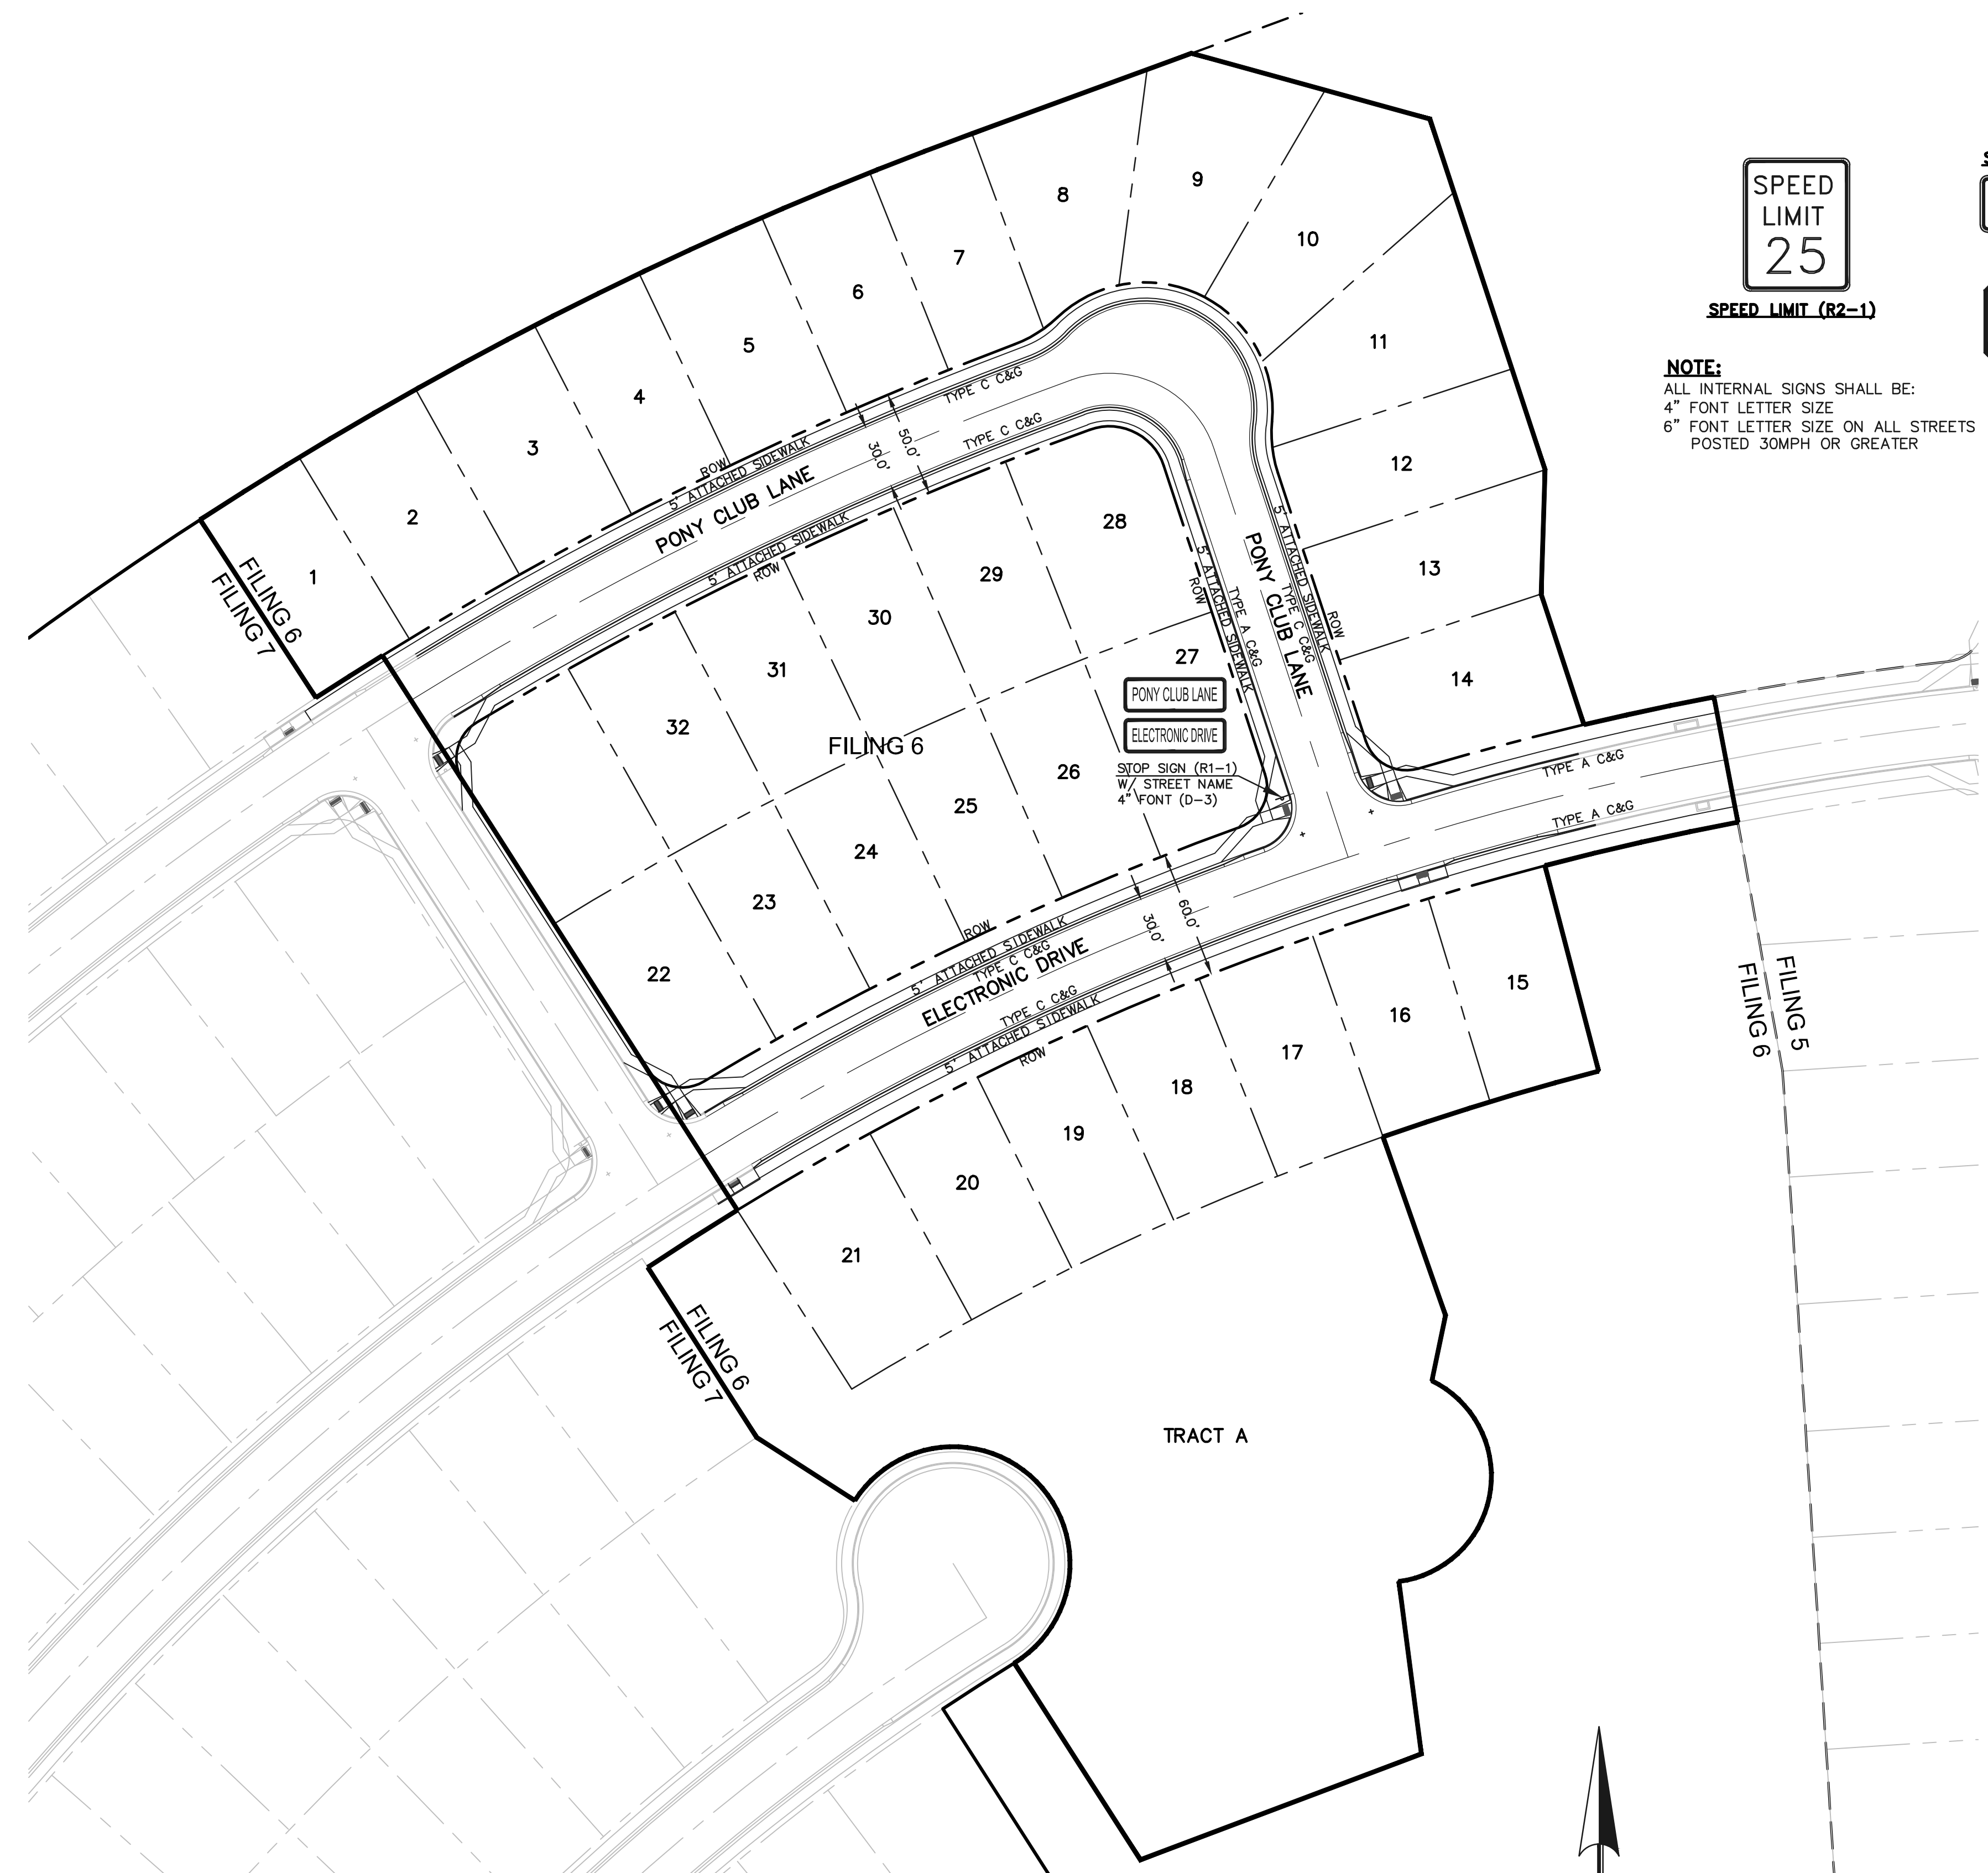 8
9
10
7
6
5
4
3
2
1
11
12
13
14
SPEED
LIMIT
25
SPEED LIMIT (R2-1)
NOTE:
ALL INTERNAL SIGNS SHALL BE:
4" FONT LETTER SIZE
6" FONT LETTER SIZE ON ALL STREETS
POSTED 30MPH OR GREATER
TYPE C C&G
TYPE C C&G
30.0'
50.0'
ROW
5' ATTACHED SIDEWALK
PONY CLUB LANE
5' ATTACHED SIDEWALK
ROW
FILING 6
FILING 7
28
29
30
31
32
27
5' ATTACHED SIDEWALK
ROW
TYPE A C&G
PONY CLUB LANE
5' ATTACHED SIDEWALK
TYPE C C&G
ROW
PONY CLUB LANE
ELECTRONIC DRIVE
STOP SIGN (R1-1)
W/ STREET NAME
4" FONT (D-3)
FILING 6
26
25
24
23
22
TYPE A C&G
TYPE A C&G
30.0'
60.0'
ROW
5' ATTACHED SIDEWALK
TYPE C C&G
ELECTRONIC DRIVE
TYPE C C&G
5' ATTACHED SIDEWALK
ROW
15
16
17
18
19
20
21
FILING 5
FILING 6
FILING 6
FILING 7
TRACT A